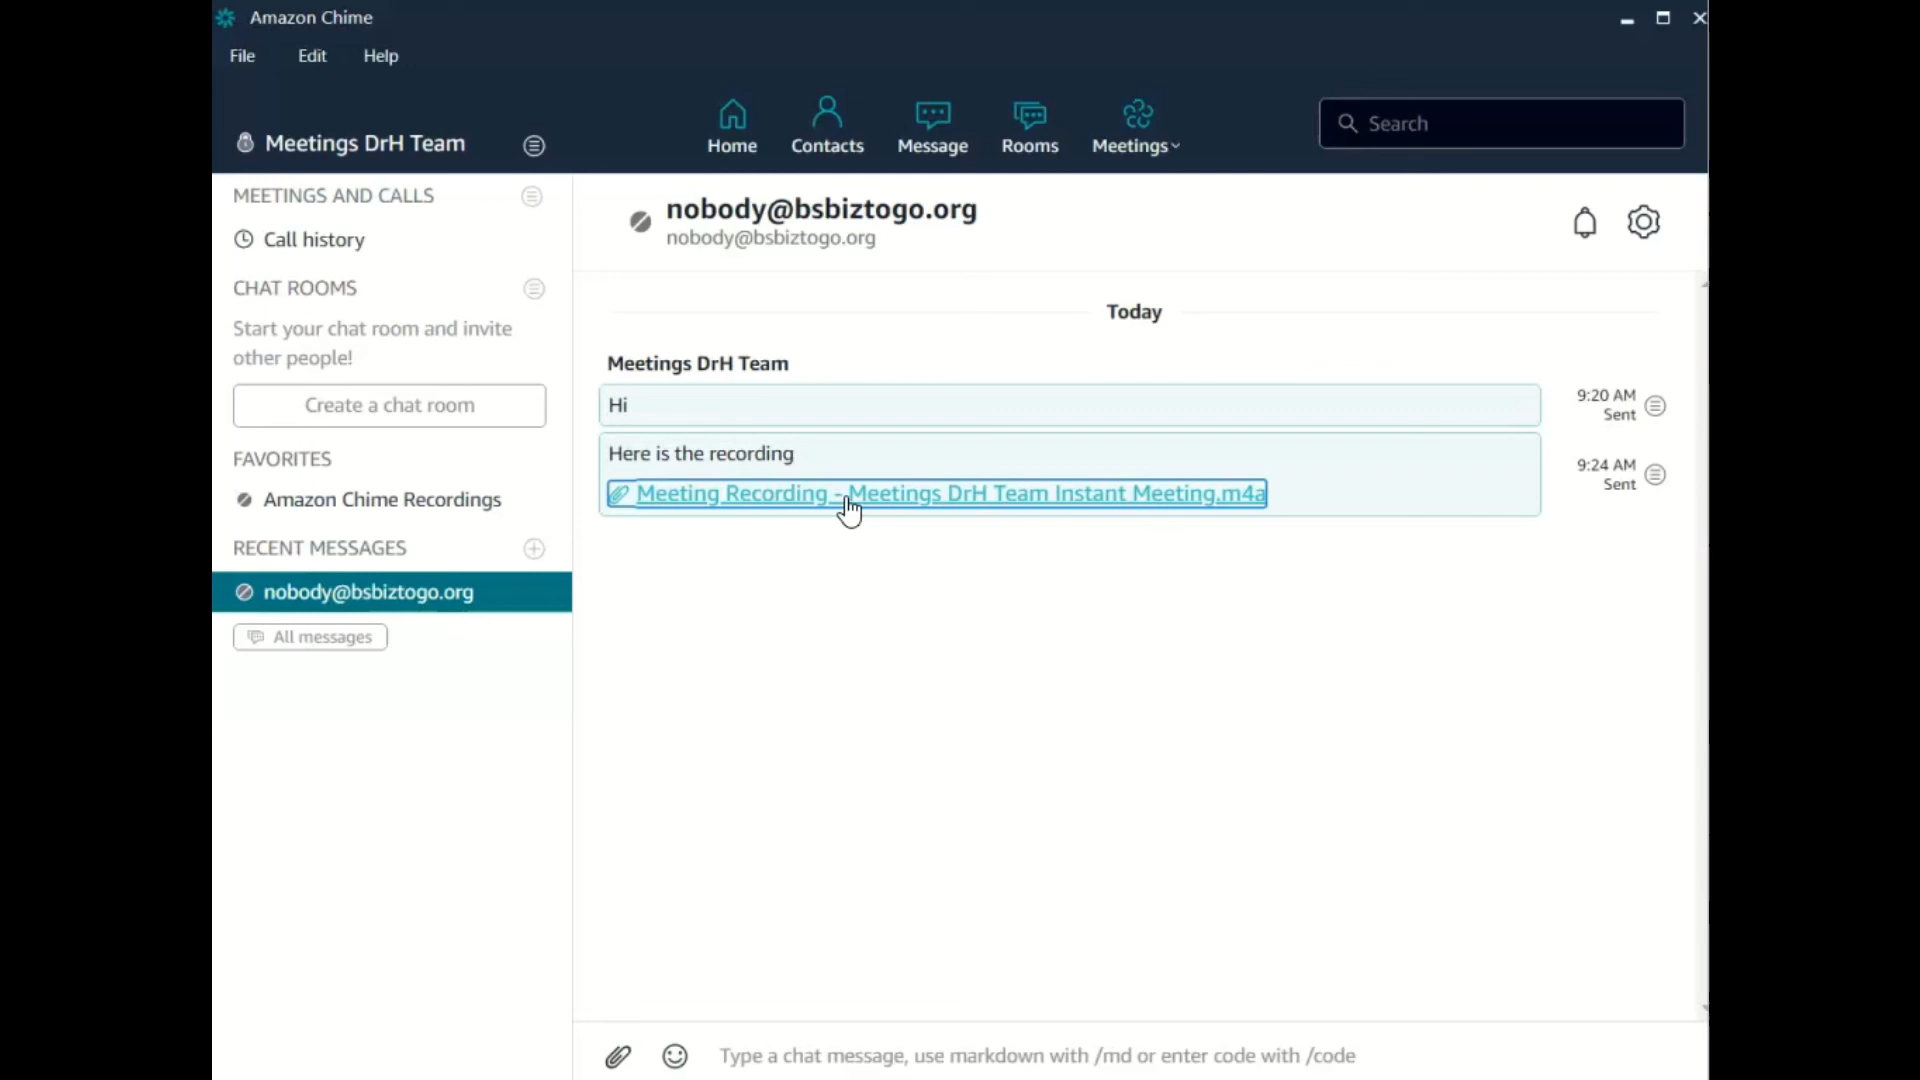 Amazon Chime
File Edit Help
Meetings DrH Team
Home Contacts Message Rooms Meetings
Search
MEETINGS AND CALLS
Call history
CHAT ROOMS
Start your chat room and invite
other people!
Create a chat room
FAVORITES
Amazon Chime Recordings
RECENT MESSAGES
nobody@bsbiztogo.org
All messages
nobody@bsbiztogo.org
nobody@bsbiztogo.org
Today
Meetings DrH Team
Hi
9:20 AM
Sent
Here is the recording
Meeting Recording - Meetings DrH Team Instant Meeting.m4a
9:24 AM
Sent
Type a chat message, use markdown with /md or enter code with /code